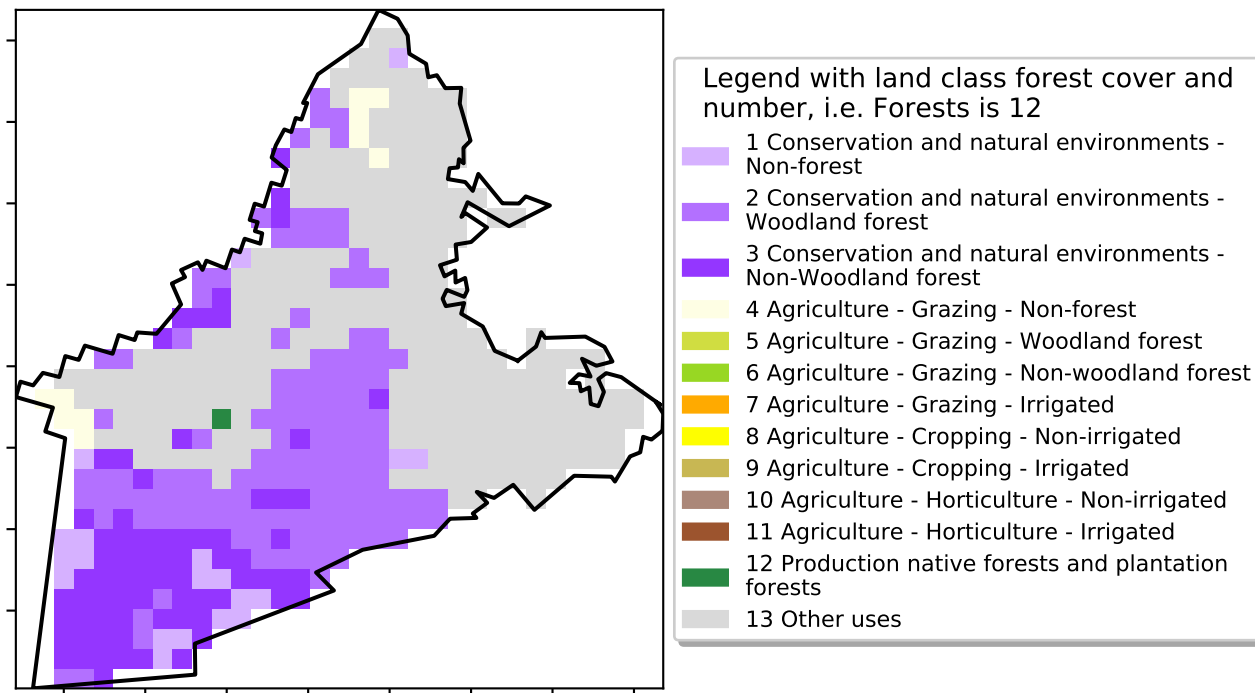 Legend with land class forest cover and
number, i.e. Forests is 12
1 Conservation and natural environments -
Non-forest
2 Conservation and natural environments -
Woodland forest
3 Conservation and natural environments -
Non-Woodland forest
4 Agriculture - Grazing - Non-forest
5 Agriculture - Grazing - Woodland forest
6 Agriculture - Grazing - Non-woodland forest
7 Agriculture - Grazing - Irrigated
8 Agriculture - Cropping - Non-irrigated
9 Agriculture - Cropping - Irrigated
10 Agriculture - Horticulture - Non-irrigated
11 Agriculture - Horticulture - Irrigated
12 Production native forests and plantation
forests
13 Other uses